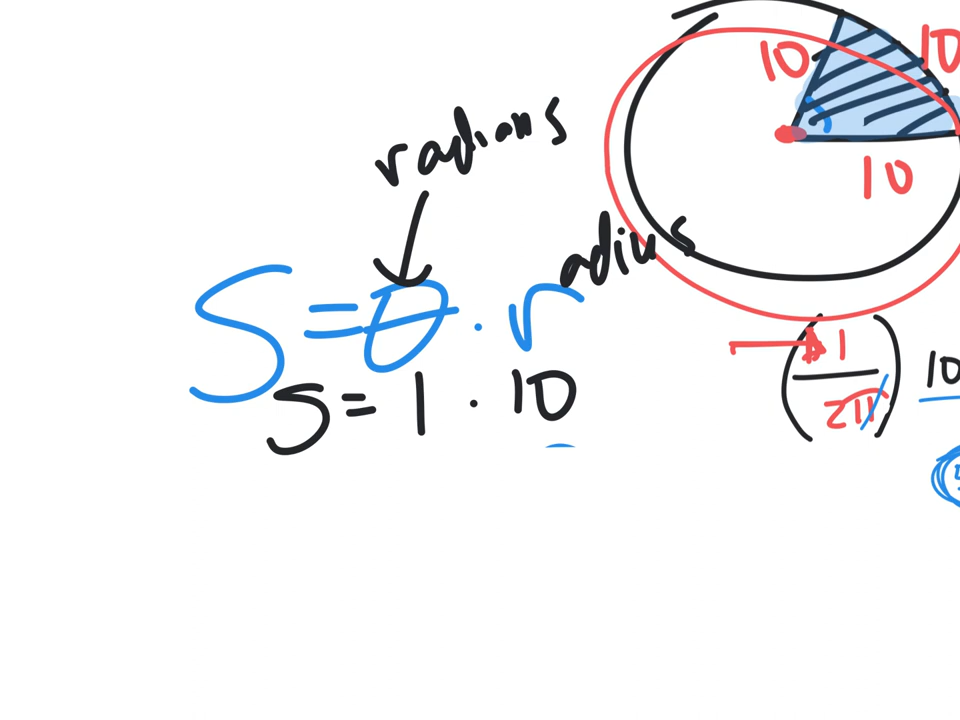 10
10
10
radians
S = θ · radius
S = 1 · 10
(1/2π) 10